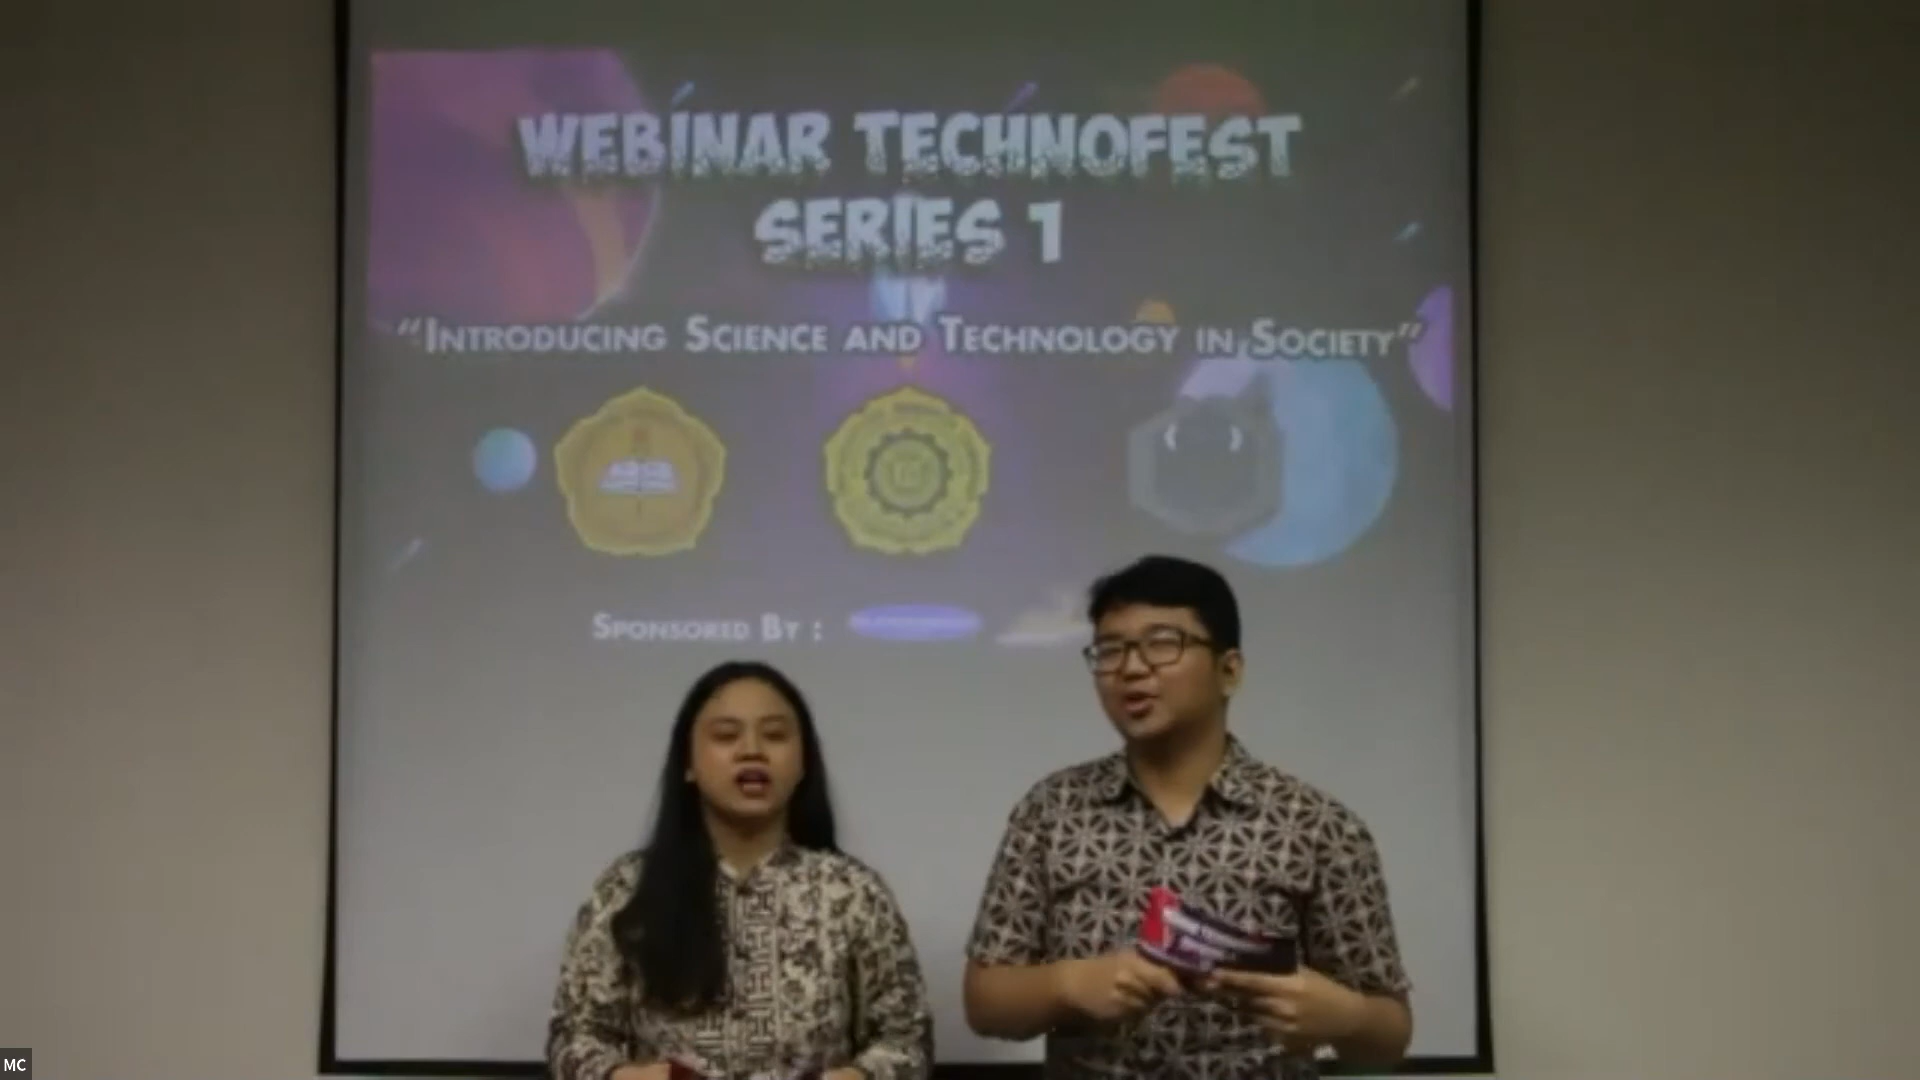 WEBINAR TECHNOFEST
SERIES 1
“INTRODUCING SCIENCE AND TECHNOLOGY IN SOCIETY”
SPONSORED BY :
MC